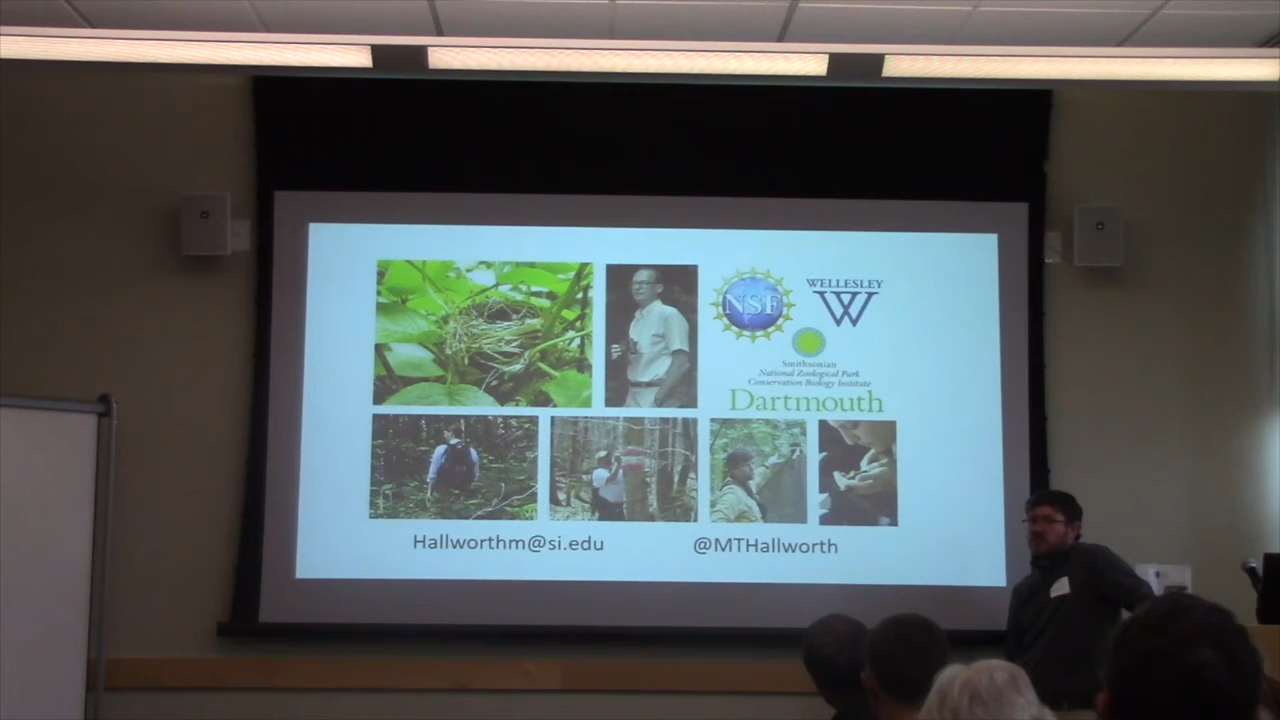 NSF
WELLESLEY
W
Smithsonian
National Zoological Park
Conservation Biology Institute
Dartmouth
Hallworthm@si.edu
@MTHallworth